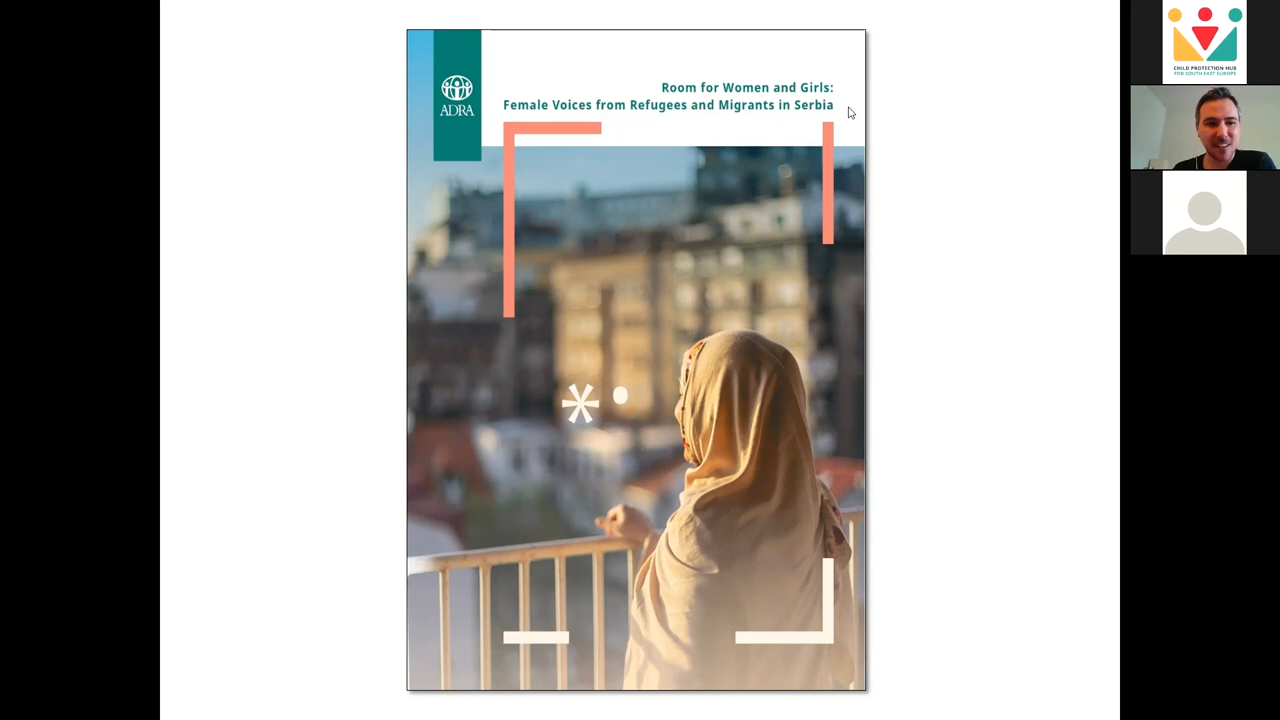 ADRA
Room for Women and Girls:
Female Voices from Refugees and Migrants in Serbia
*
CHILD PROTECTION HUB
FOR SOUTH EAST EUROPE